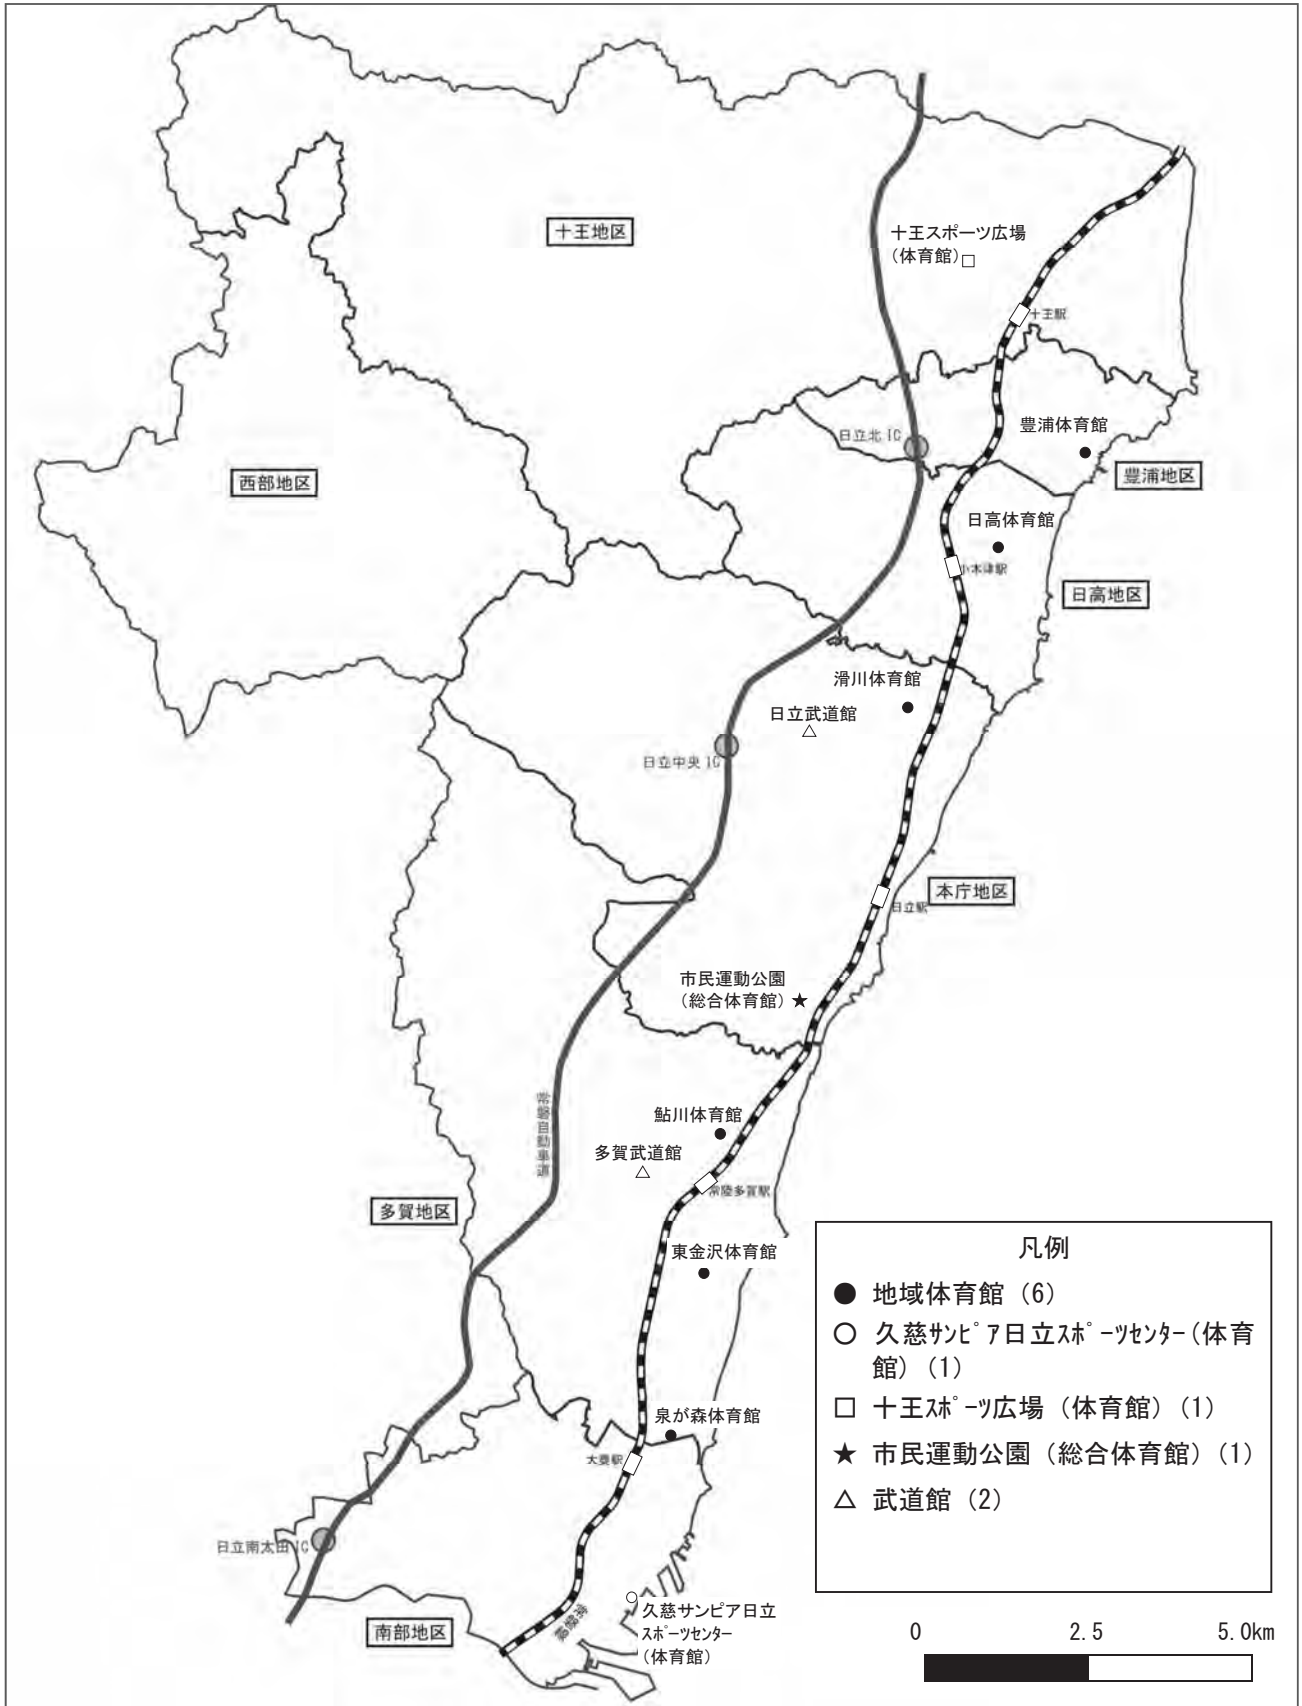 十王地区
十王スポーツ広場
（体育館）
十王駅
豊浦体育館
日立北IC
豊浦地区
西部地区
日高体育館
小木津駅
日高地区
滑川体育館
日立武道館
日立中央IC
本庁地区
日立駅
市民運動公園
（総合体育館）
常磐自動車道
鮎川体育館
多賀武道館
常陸多賀駅
多賀地区
東金沢体育館
泉が森体育館
大甕駅
日立南太田IC
南部地区
常磐線
久慈サンピア日立
ｽﾎﾟｰﾂセンター
（体育館）
凡例
● 地域体育館（6）
○ 久慈ｻﾝﾋﾟｱ日立ｽﾎﾟｰﾂｾﾝﾀｰ（体育
館）（1）
□ 十王ｽﾎﾟｰﾂ広場（体育館）（1）
★ 市民運動公園（総合体育館）（1）
△ 武道館（2）
0 2.5 5.0km